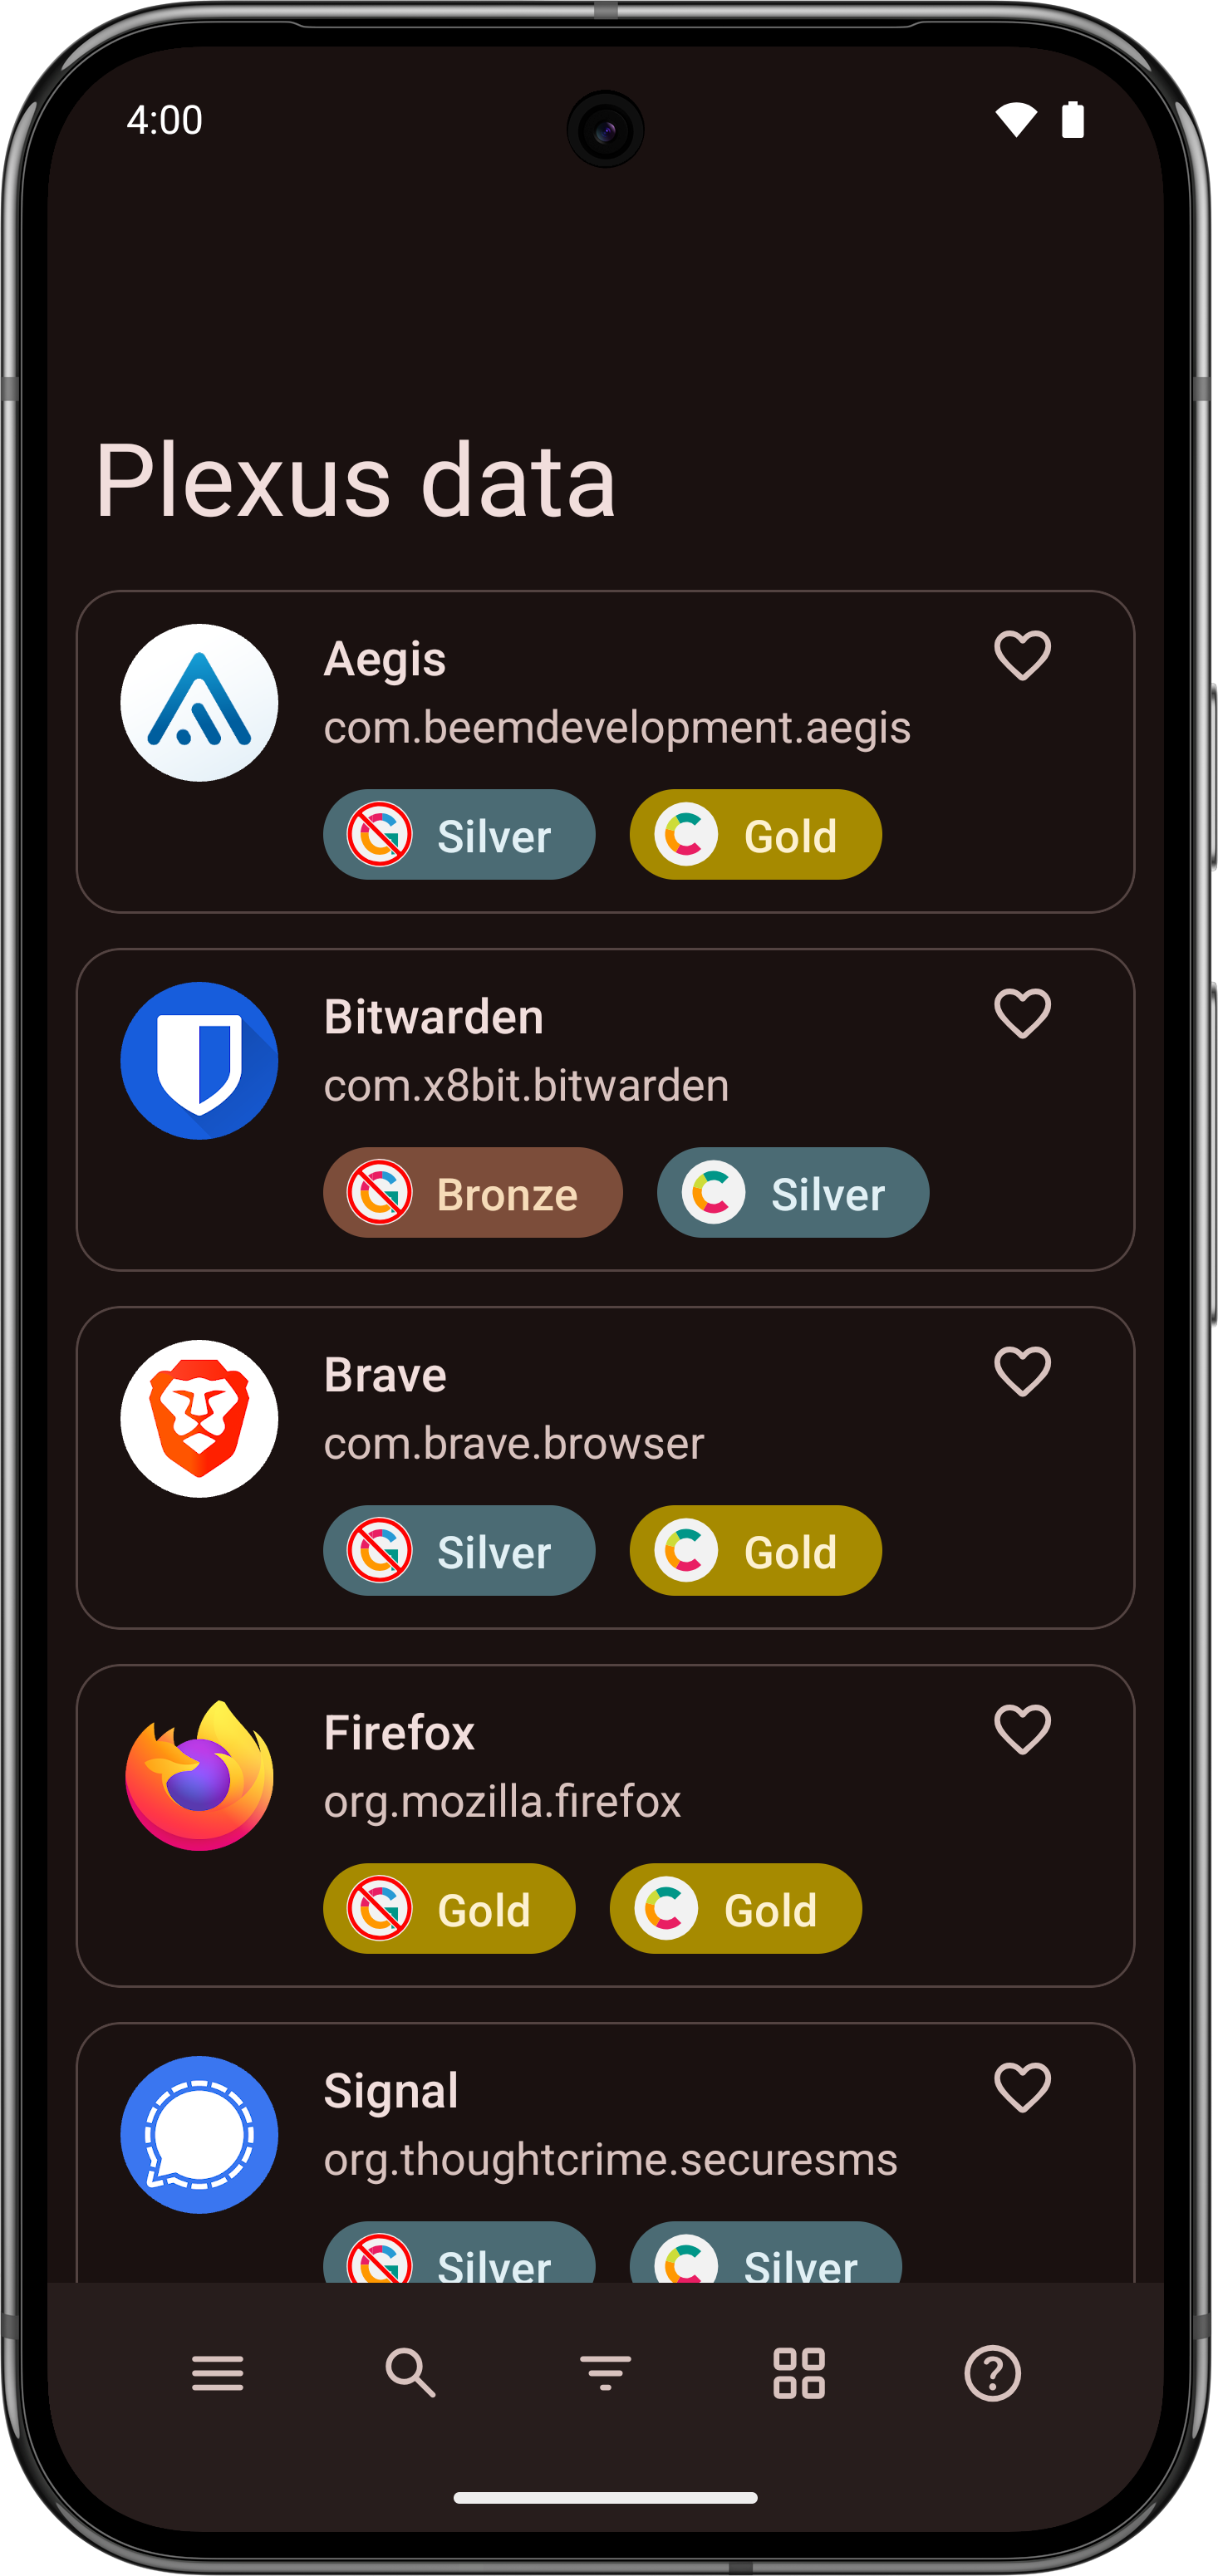 4:00
Plexus data
Aegis
com.beemdevelopment.aegis
Silver Gold
Bitwarden
com.x8bit.bitwarden
Bronze Silver
Brave
com.brave.browser
Silver Gold
Firefox
org.mozilla.firefox
Gold Gold
Signal
org.thoughtcrime.securesms
Silver Silver